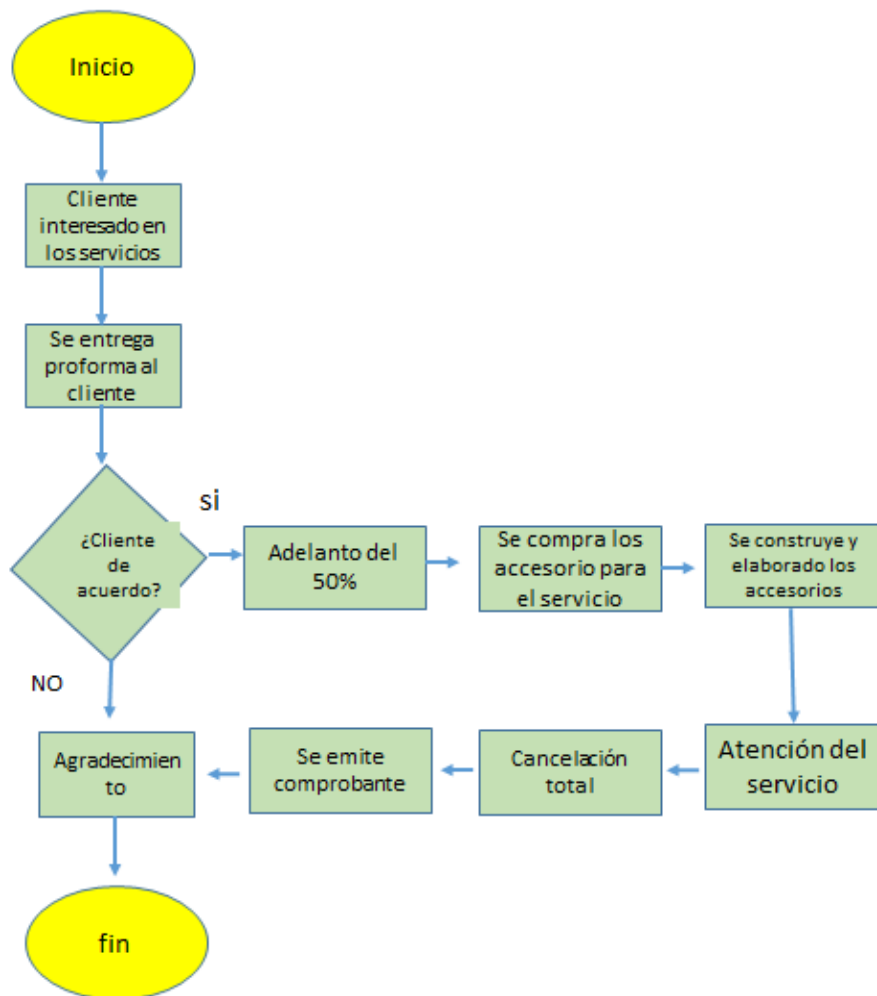 Inicio
Cliente
interesado en
los servicios
Se entrega
proforma al
cliente
¿Cliente
de
acuerdo?
si
Adelanto del
50%
Se compra los
accesorio para
el servicio
Se construye y
elaborado los
accesorios
NO
Agradecimie
nto
Se emite
comprobante
Cancelación
total
Atención del
servicio
fin